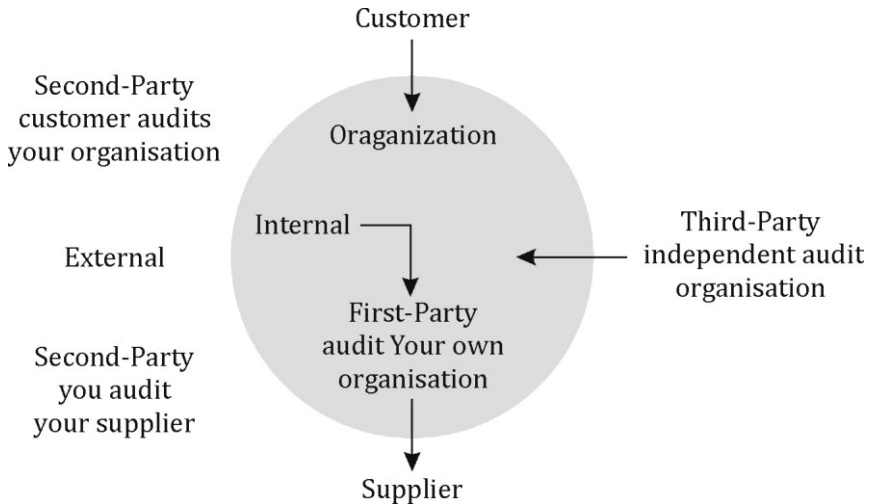 Customer
Second-Party
customer audits
your organisation
Oraganization
Internal
External
Third-Party
independent audit
organisation
First-Party
audit Your own
organisation
Second-Party
you audit
your supplier
Supplier